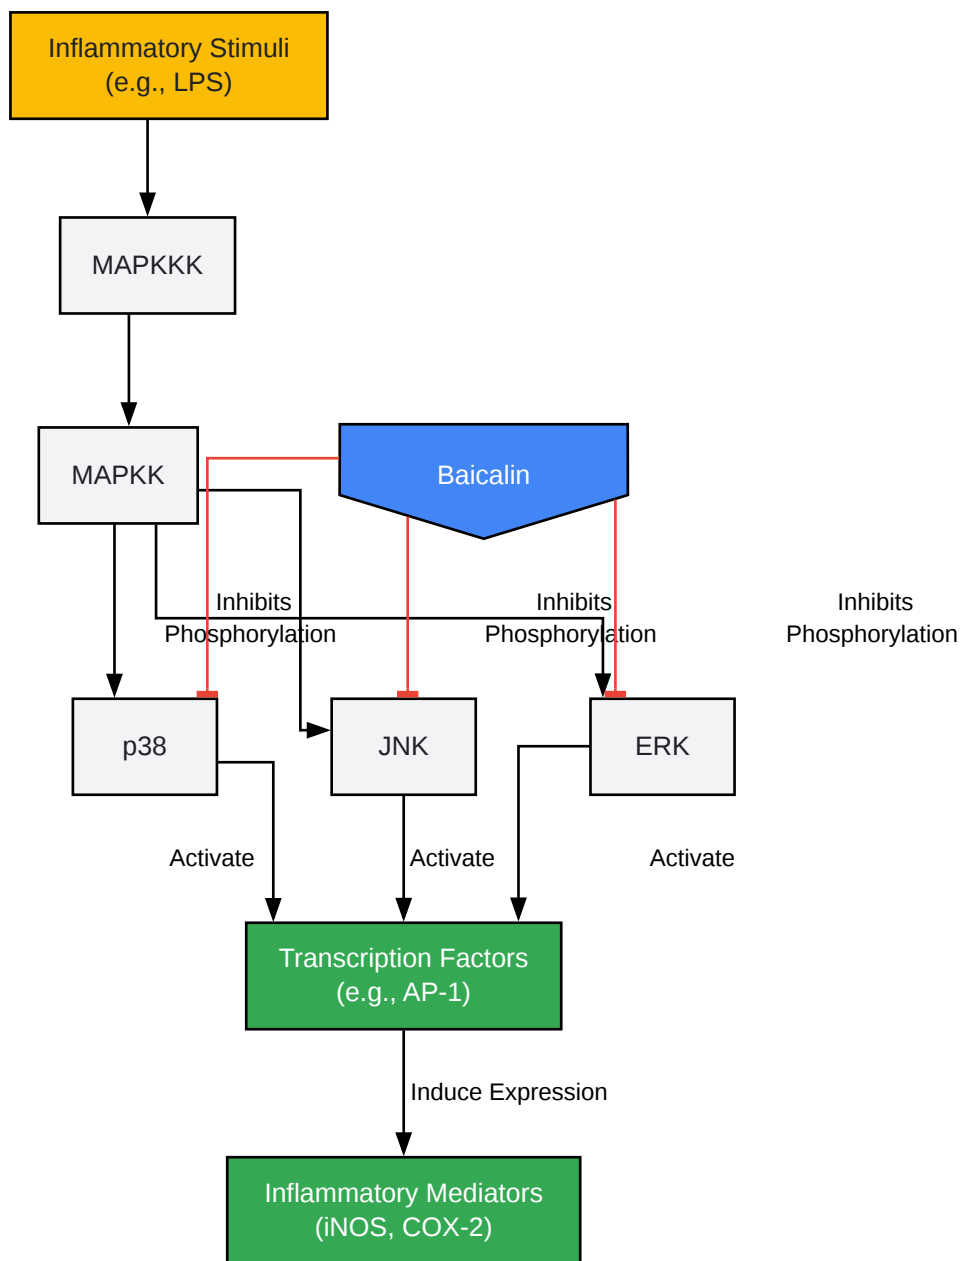 Inflammatory Stimuli
(e.g., LPS)
MAPKKK
MAPKK
Baicalin
Inhibits
Phosphorylation
Inhibits
Phosphorylation
Inhibits
Phosphorylation
p38
JNK
ERK
Activate
Activate
Activate
Transcription Factors
(e.g., AP-1)
Induce Expression
Inflammatory Mediators
(iNOS, COX-2)